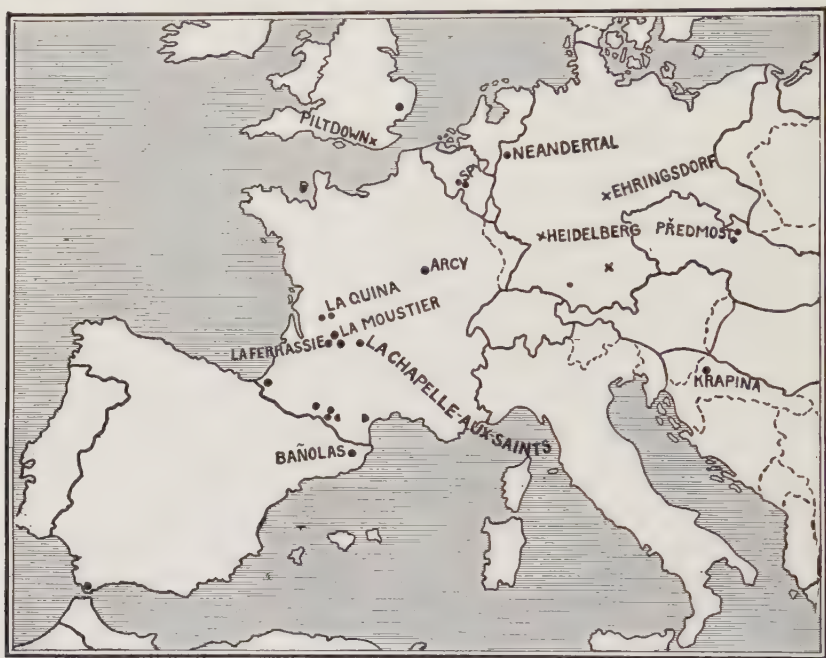 PILTDOWN
NEANDERTAL
SPY
EHRINGSDORF
HEIDELBERG
PŘEDMOST
ARCY
LA QUINA
LA MOUSTIER
LA FERRASSIE
LA CHAPELLE-AUX-SAINTS
KRAPINA
BAÑOLAS